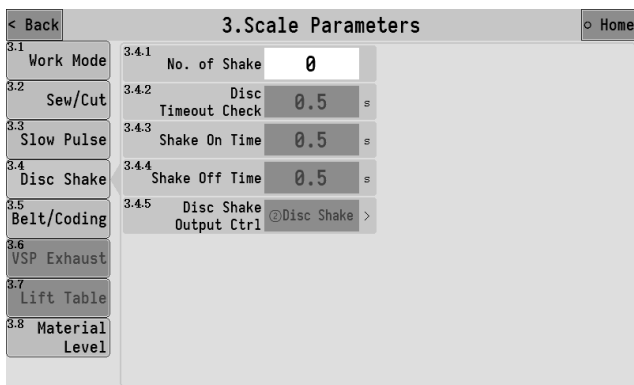 < Back
3.Scale Parameters
○ Home
3.1
Work Mode
3.2
Sew/Cut
3.3
Slow Pulse
3.4
Disc Shake
3.5
Belt/Coding
3.6
VSP Exhaust
3.7
Lift Table
3.8 Material
Level
3.4.1
No. of Shake 0
3.4.2 Disc
Timeout Check 0.5 s
3.4.3
Shake On Time 0.5 s
3.4.4
Shake Off Time 0.5 s
3.4.5 Disc Shake
Output Ctrl ②Disc Shake >